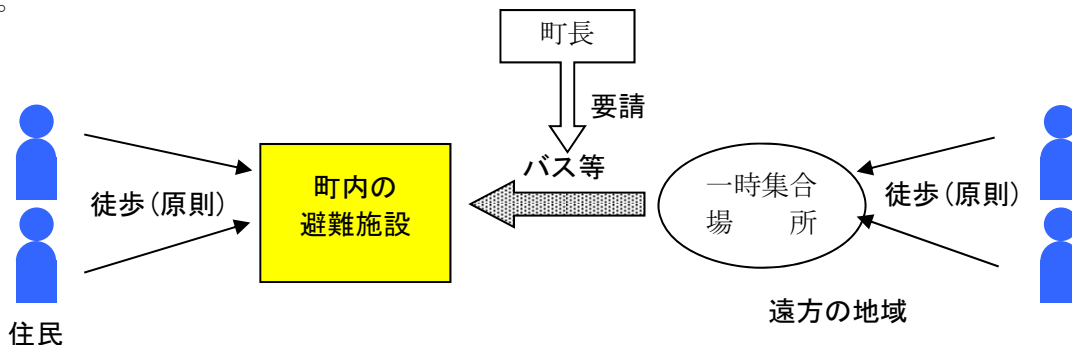 。
町長
要請
バス等
町内の
避難施設
一時集合
場　　所
徒歩（原則）
徒歩（原則）
遠方の地域
住民